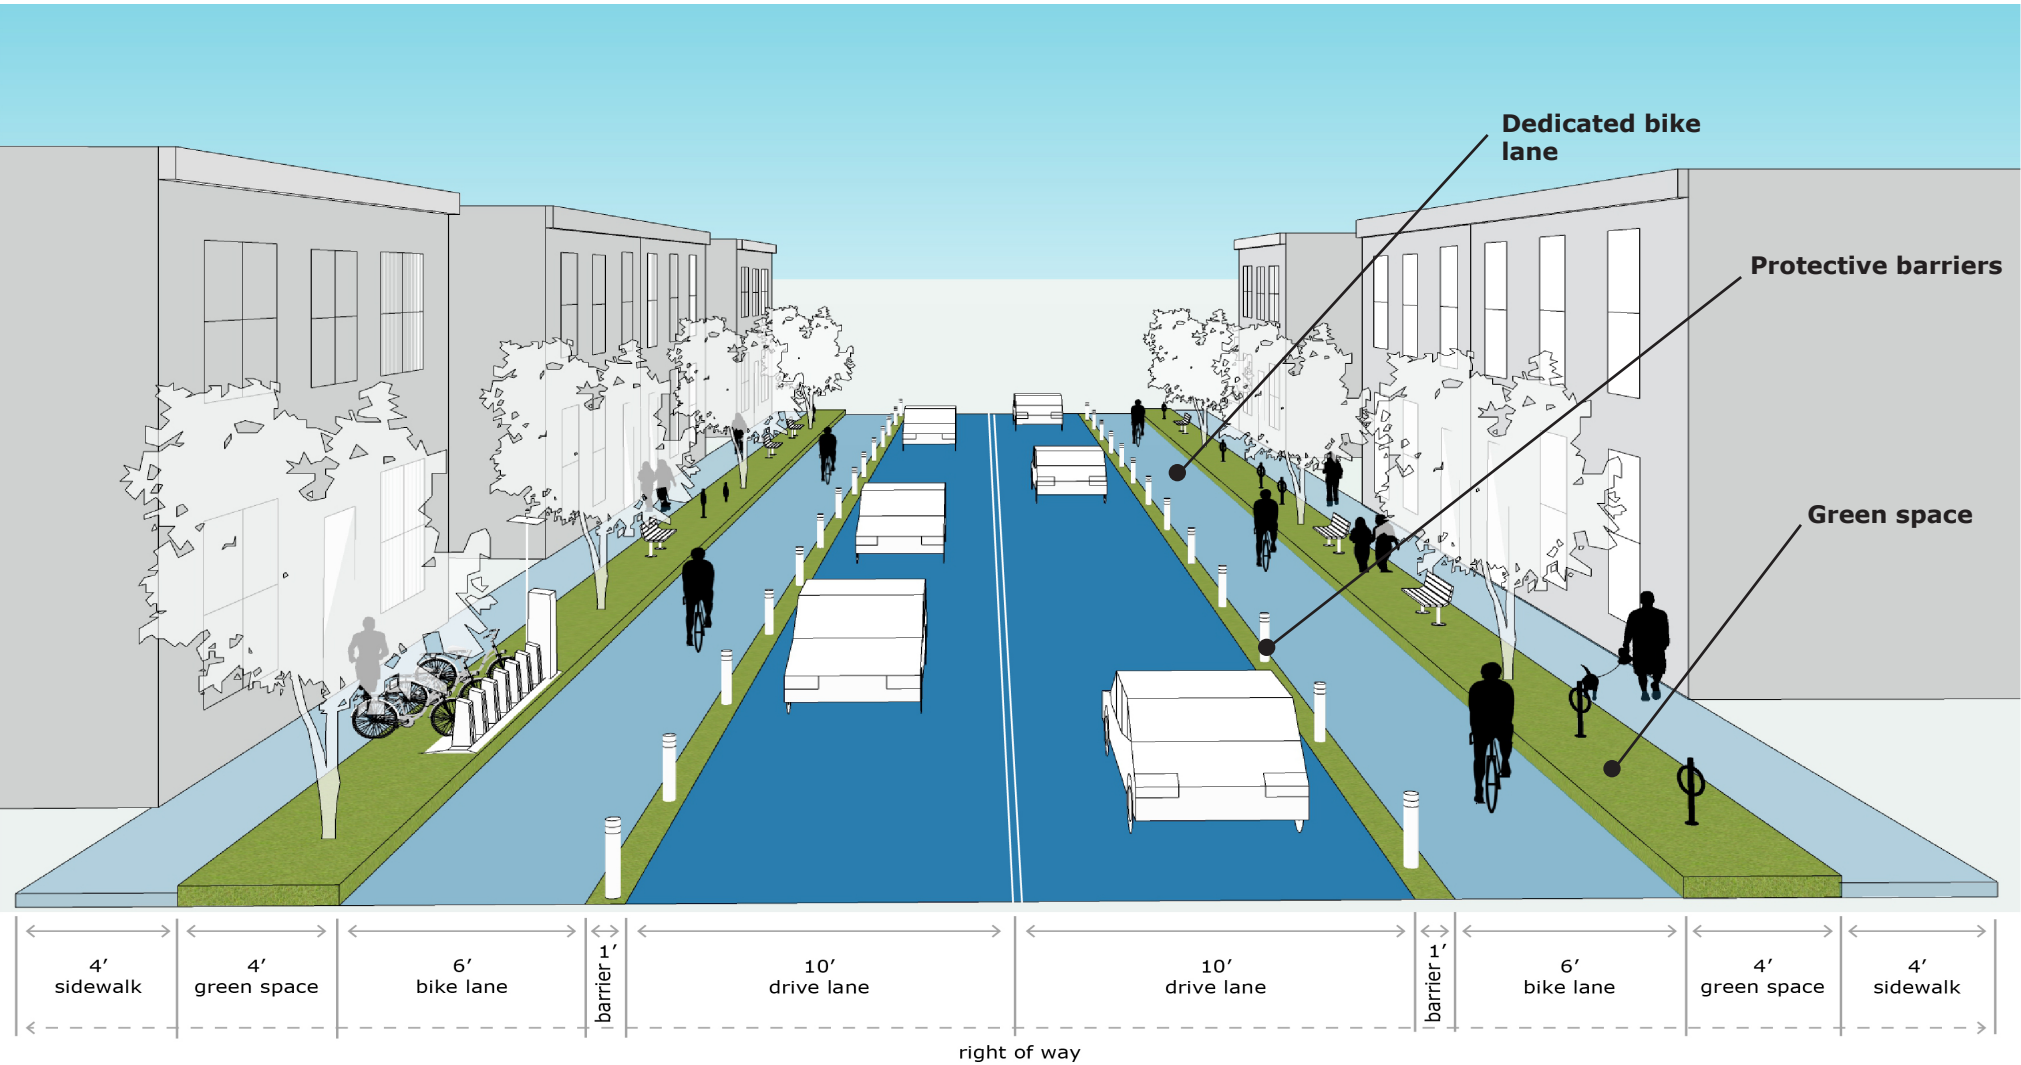 Dedicated bike
lane
Protective barriers
Green space
4′
sidewalk
4′
green space
6′
bike lane
barrier 1′
10′
drive lane
10′
drive lane
barrier 1′
6′
bike lane
4′
green space
4′
sidewalk
right of way